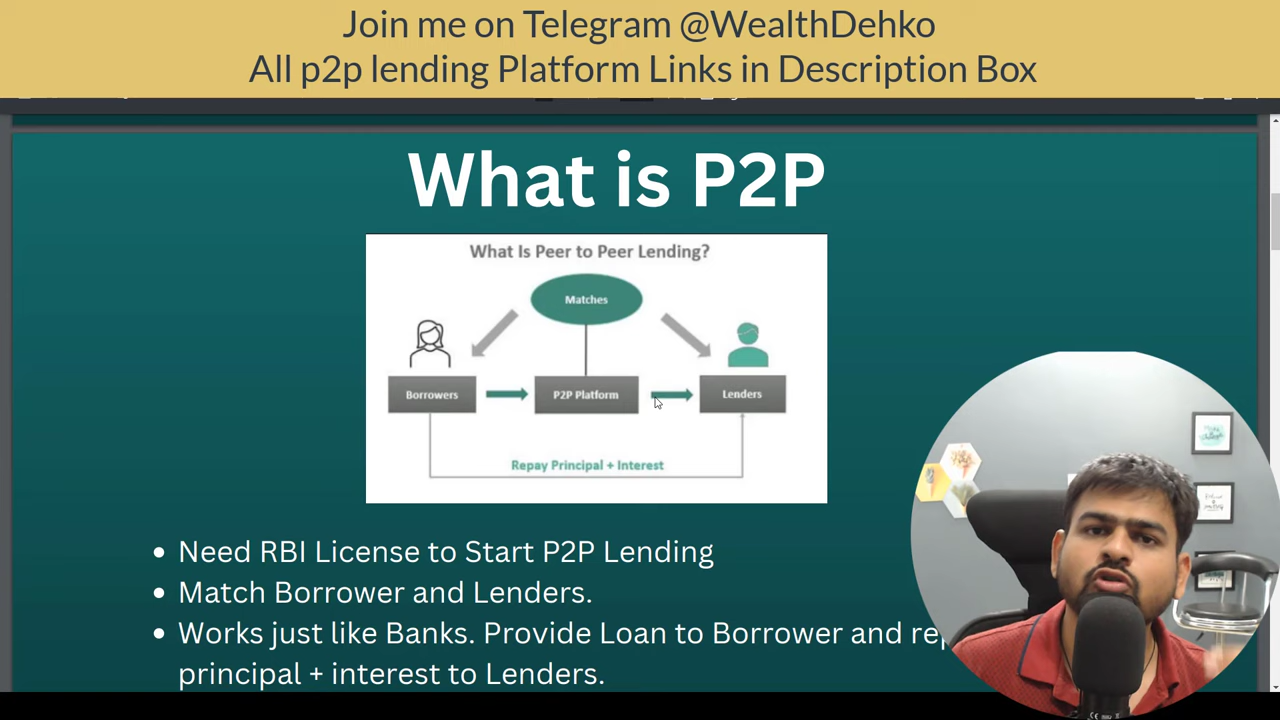 Join me on Telegram @WealthDehko
All p2p lending Platform Links in Description Box
What is P2P
What Is Peer to Peer Lending?
Matches
Borrowers
P2P Platform
Lenders
Repay Principal + Interest
Need RBI License to Start P2P Lending
Match Borrower and Lenders.
Works just like Banks. Provide Loan to Borrower and
principal + interest to Lenders.